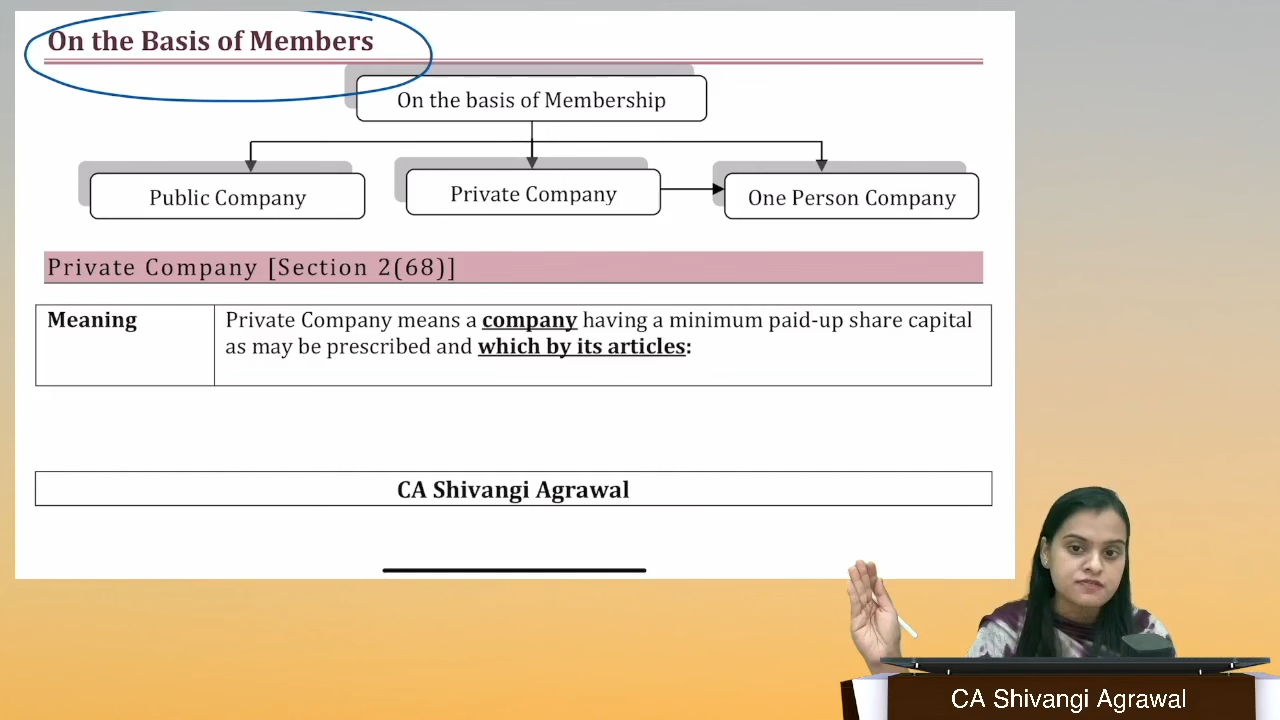 On the Basis of Members
On the basis of Membership
Public Company
Private Company
One Person Company
Private Company [Section 2(68)]
Meaning
Private Company means a company having a minimum paid-up share capital
as may be prescribed and which by its articles:
CA Shivangi Agrawal
CA Shivangi Agrawal